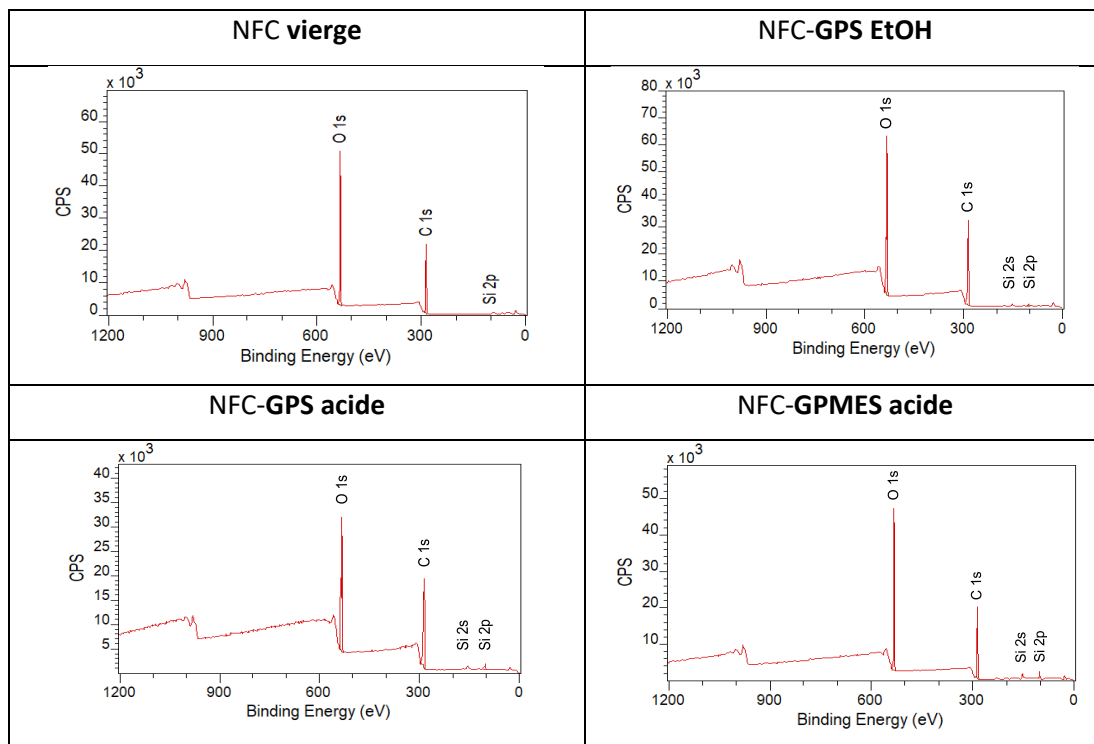 NFC vierge
NFC-GPS EtOH
x 10³
60
50
40
30
20
10
0
CPS
O 1s
C 1s
Si 2p
1200 900 600 300 0
Binding Energy (eV)
x 10³
80
70
60
50
40
30
20
10
0
CPS
O 1s
C 1s
Si 2s
Si 2p
1200 900 600 300 0
Binding Energy (eV)
NFC-GPS acide
NFC-GPMES acide
x 10³
40
35
30
25
20
15
10
5
CPS
O 1s
C 1s
Si 2s
Si 2p
1200 900 600 300 0
Binding Energy (eV)
x 10³
50
40
30
20
10
CPS
O 1s
C 1s
Si 2s
Si 2p
1200 900 600 300 0
Binding Energy (eV)